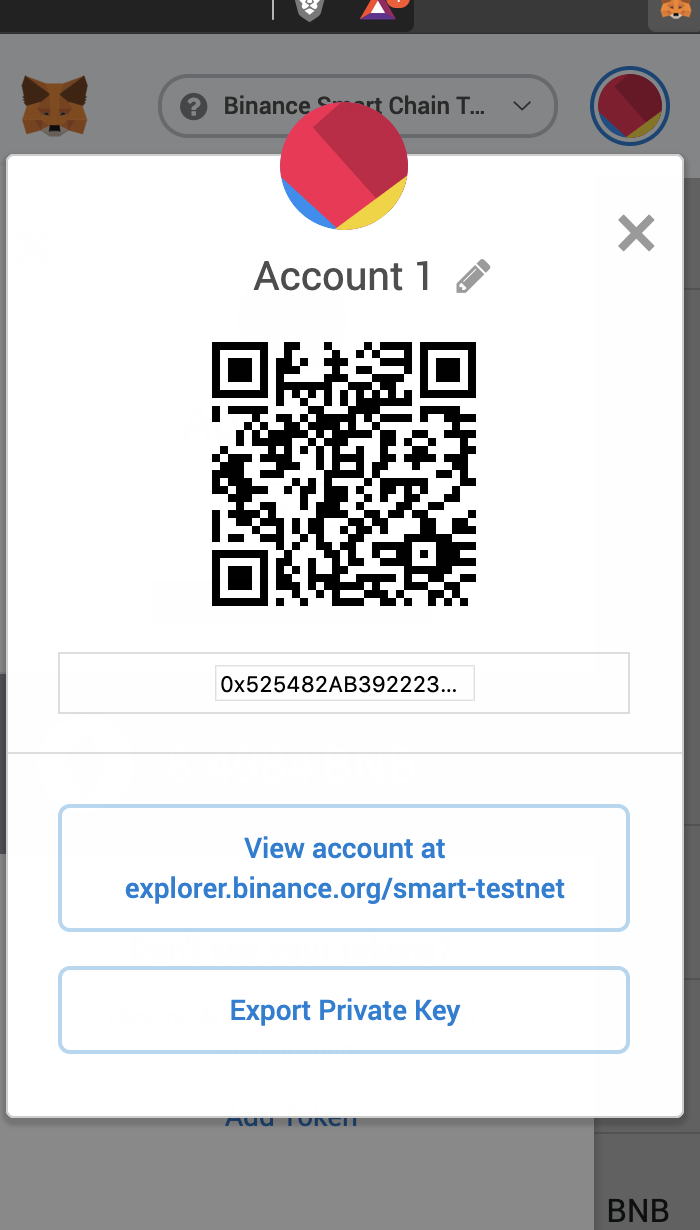 Binance Smart Chain T...
Account 1
0x525482AB392223...
View account at
explorer.binance.org/smart-testnet
Export Private Key
Add Token
BNB